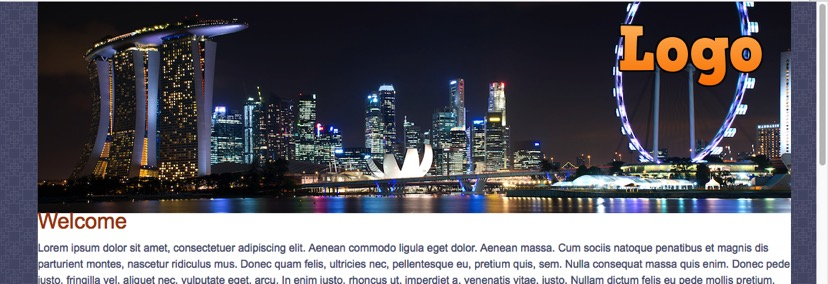 Logo
Welcome
Lorem ipsum dolor sit amet, consectetuer adipiscing elit. Aenean commodo ligula eget dolor. Aenean massa. Cum sociis natoque penatibus et magnis dis
parturient montes, nascetur ridiculus mus. Donec quam felis, ultricies nec, pellentesque eu, pretium quis, sem. Nulla consequat massa quis enim. Donec pede
justo, fringilla vel, aliquet nec, vulputate eget, arcu. In enim justo, rhoncus ut, imperdiet a, venenatis vitae, justo. Nullam dictum felis eu pede mollis pretium.